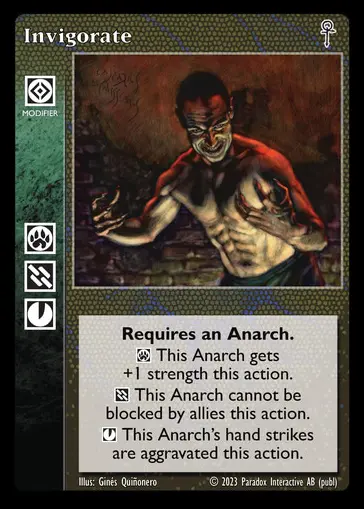 Invigorate
MODIFIER
Requires an Anarch.
This Anarch gets
+1 strength this action.
This Anarch cannot be
blocked by allies this action.
This Anarch's hand strikes
are aggravated this action.
Illus: Ginés Quiñonero © 2023 Paradox Interactive AB (publ)